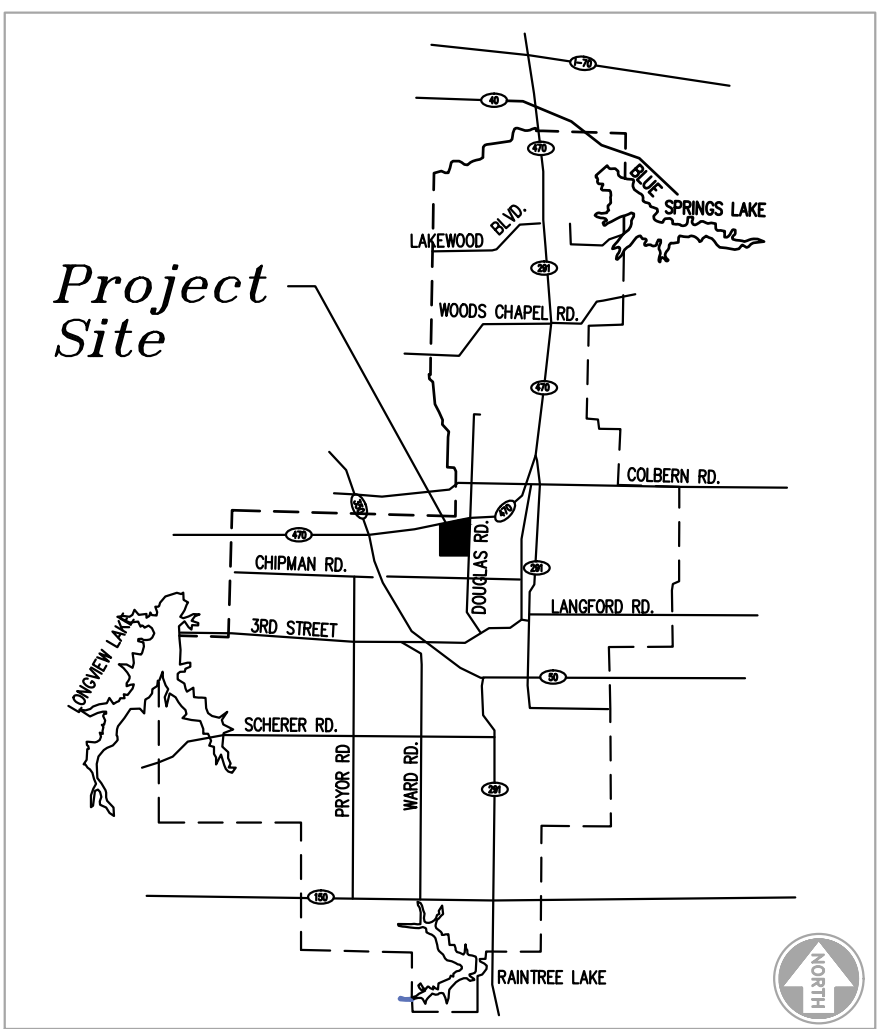 I-70
40
470
BLUE
SPRINGS LAKE
LAKEWOOD
BLVD.
291
Project
Site
WOODS CHAPEL RD.
470
COLBERN RD.
350
470
470
DOUGLAS RD.
CHIPMAN RD.
291
LANGFORD RD.
3RD STREET
LONGVIEW LAKE
50
SCHERER RD.
PRYOR RD
WARD RD.
291
150
RAINTREE LAKE
NORTH